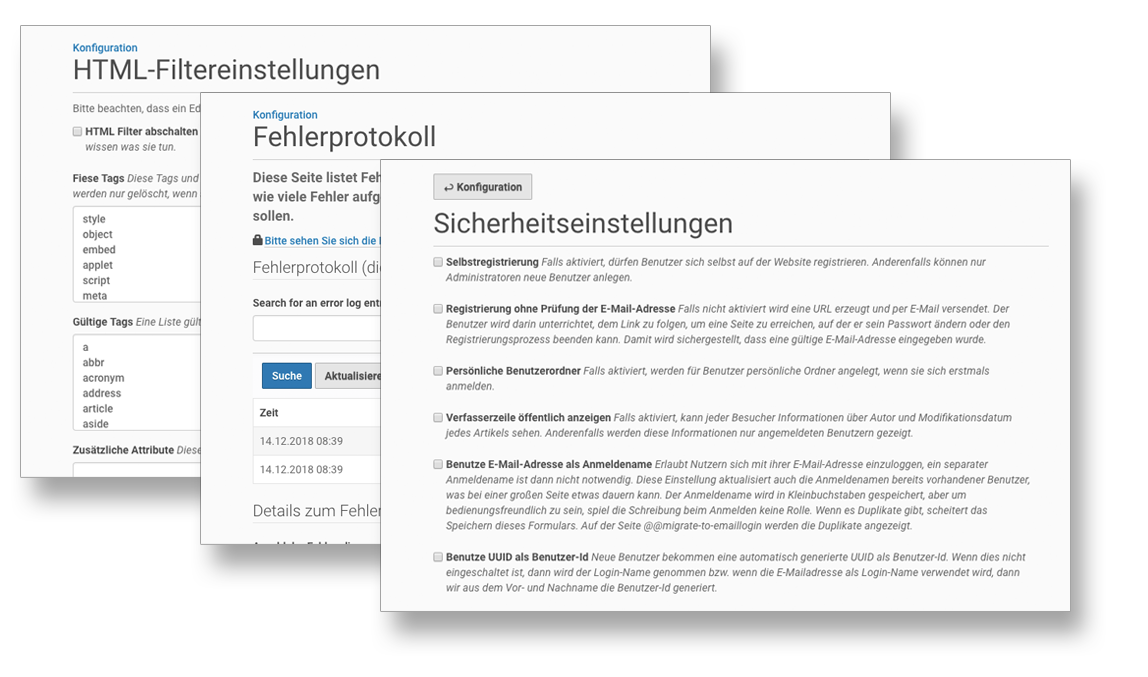 Konfiguration
HTML-Filtereinstellungen
Bitte beachten, dass ein
HTML Filter abschalten
wissen was sie tun.
Fiese Tags Diese Tags und
werden nur gelöscht, wenn
style
object
embed
applet
script
meta
Gültige Tags Eine Liste
a
abbr
acronym
address
article
aside
Zusätzliche Attribute
Konfiguration
Fehlerprotokoll
Diese Seite listet
wie viele Fehler
sollen.
Bitte sehen Sie sich die
Fehlerprotokoll
Search for an error log
Suche
Zeit
14.12.2018 08:39
14.12.2018 08:39
Details zum
↩ Konfiguration
Sicherheitseinstellungen
Selbstregistrierung Falls aktiviert, dürfen Benutzer sich selbst auf der Website registrieren. Anderenfalls können nur
Administratoren neue Benutzer anlegen.
Registrierung ohne Prüfung der E-Mail-Adresse Falls nicht aktiviert wird eine URL erzeugt und per E-Mail versendet. Der
Benutzer wird darin unterrichtet, dem Link zu folgen, um eine Seite zu erreichen, auf der er sein Passwort ändern oder den
Registrierungsprozess beenden kann. Damit wird sichergestellt, dass eine gültige E-Mail-Adresse eingegeben wurde.
Persönliche Benutzerordner Falls aktiviert, werden für Benutzer persönliche Ordner angelegt, wenn sie sich erstmals
anmelden.
Verfasserzeile öffentlich anzeigen Falls aktiviert, kann jeder Besucher Informationen über Autor und Modifikationsdatum
jedes Artikels sehen. Anderenfalls werden diese Informationen nur angemeldeten Benutzern gezeigt.
Benutze E-Mail-Adresse als Anmeldename Erlaubt Nutzern sich mit ihrer E-Mail-Adresse einzuloggen, ein separater
Anmeldename ist dann nicht notwendig. Diese Einstellung aktualisiert auch die Anmeldenamen bereits vorhandener Benutzer,
was bei einer großen Seite etwas dauern kann. Der Anmeldename wird in Kleinbuchstaben gespeichert, aber um
bedienungsfreundlich zu sein, spiel die Schreibung beim Anmelden keine Rolle. Wenn es Duplikate gibt, scheitert das
Speichern dieses Formulars. Auf der Seite @@migrate-to-emaillogin werden die Duplikate angezeigt.
Benutze UUID als Benutzer-Id Neue Benutzer bekommen eine automatisch generierte UUID als Benutzer-Id. Wenn dies nicht
eingeschaltet ist, dann wird der Login-Name genommen bzw. wenn die E-Mailadresse als Login-Name verwendet wird, dann
wir aus dem Vor- und Nachname die Benutzer-Id generiert.